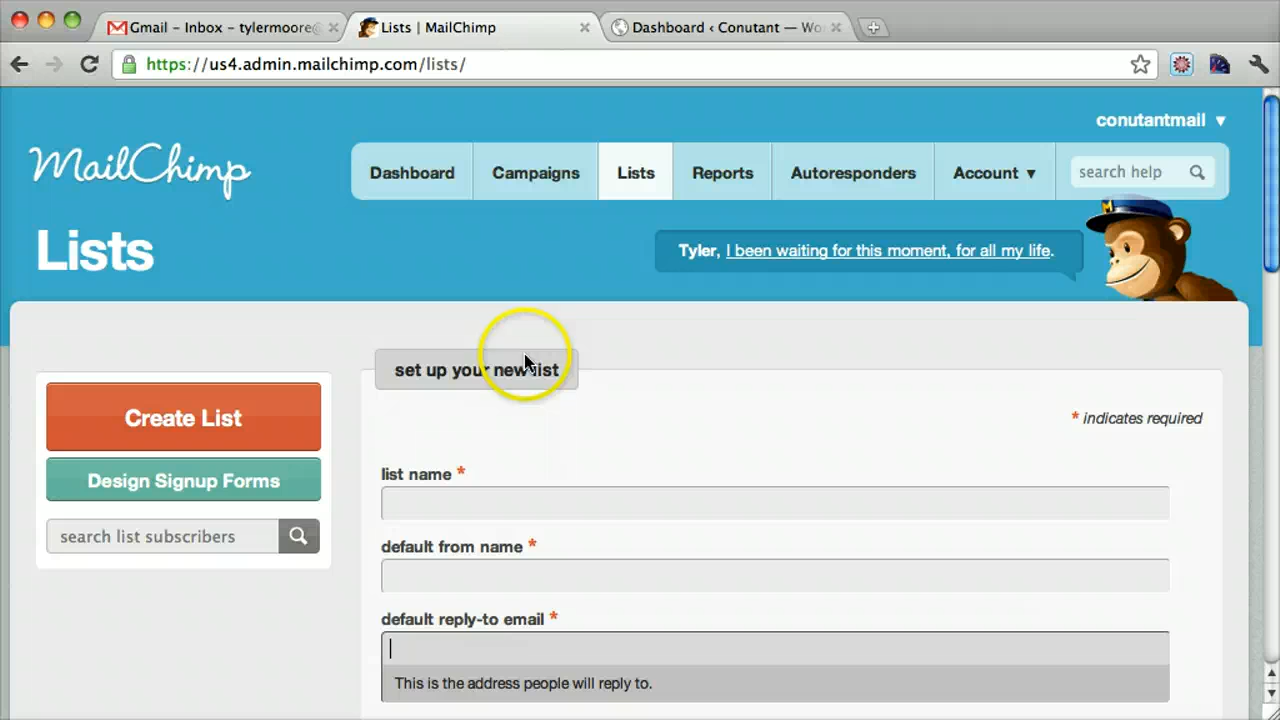 Gmail - Inbox - tylermoore@
Lists | MailChimp
Dashboard ‹ Conutant — Wo
https://us4.admin.mailchimp.com/lists/
conutantmail ▼
MailChimp
Dashboard
Campaigns
Lists
Reports
Autoresponders
Account ▼
search help
Lists
Tyler, I been waiting for this moment, for all my life.
set up your new list
Create List
* indicates required
Design Signup Forms
list name *
search list subscribers
default from name *
default reply-to email *
This is the address people will reply to.